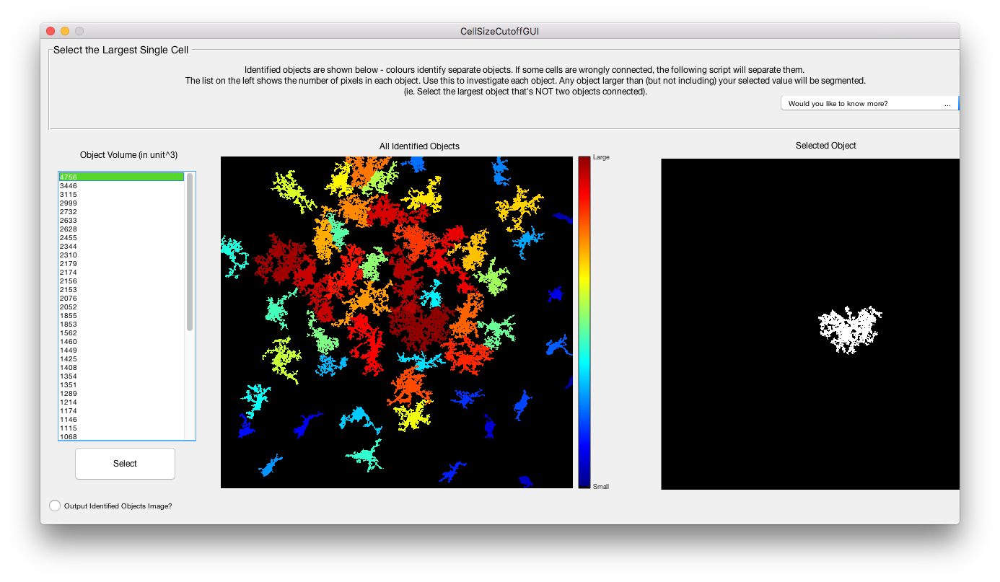 CellSizeCutoffGUI
Select the Largest Single Cell
Identified objects are shown below - colours identify separate objects. If some cells are wrongly connected, the following script will separate them.
The list on the left shows the number of pixels in each object. Use this to investigate each object. Any object larger than (but not including) your selected value will be segmented.
(ie. Select the largest object that's NOT two objects connected).
Would you like to know more? ...
Object Volume (in unit^3)
All Identified Objects
Selected Object
4756
3446
3115
2999
2732
2633
2628
2455
2344
2310
2179
2174
2156
2153
2076
2052
1855
1853
1562
1460
1449
1425
1408
1354
1351
1289
1214
1174
1146
1115
1068
Large
Small
Select
Output Identified Objects Image?